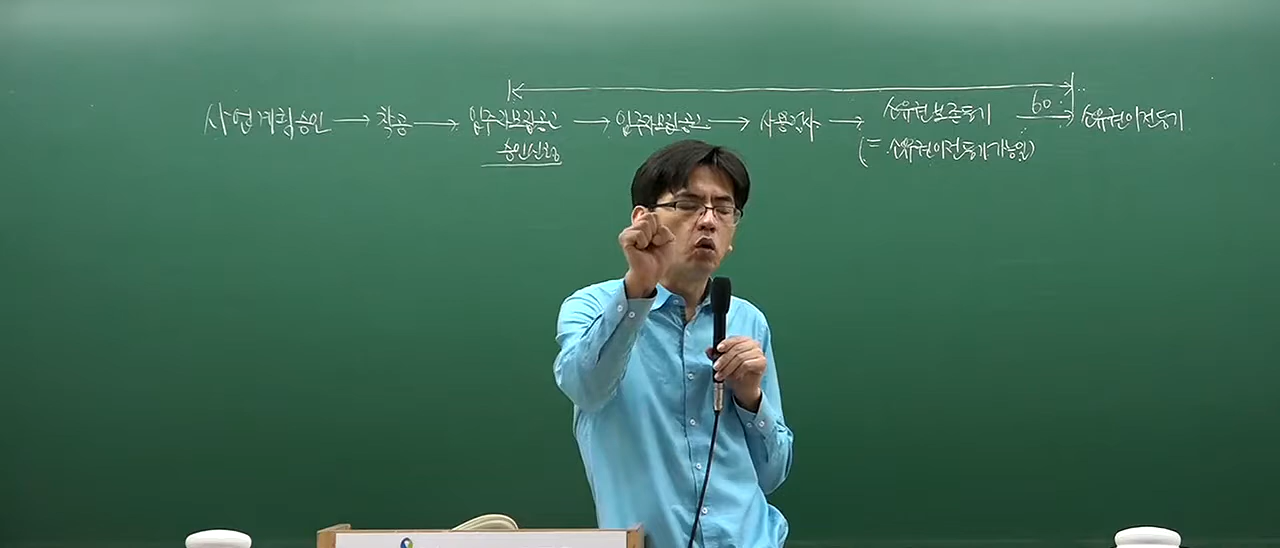 사업계획승인 → 착공 → 입주자모집공고 → 입주자모집공고 → 사용검사 → 소유권보존등기 60 → 소유권이전등기
승인신청 (= 소유권이전등기가능일)